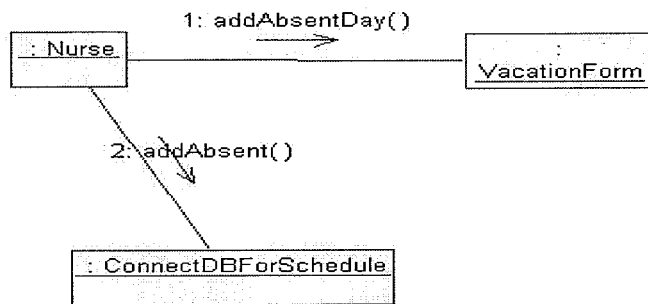 1: addAbsentDay()
: Nurse
:
VacationForm
2: addAbsent()
: ConnectDBForSchedule